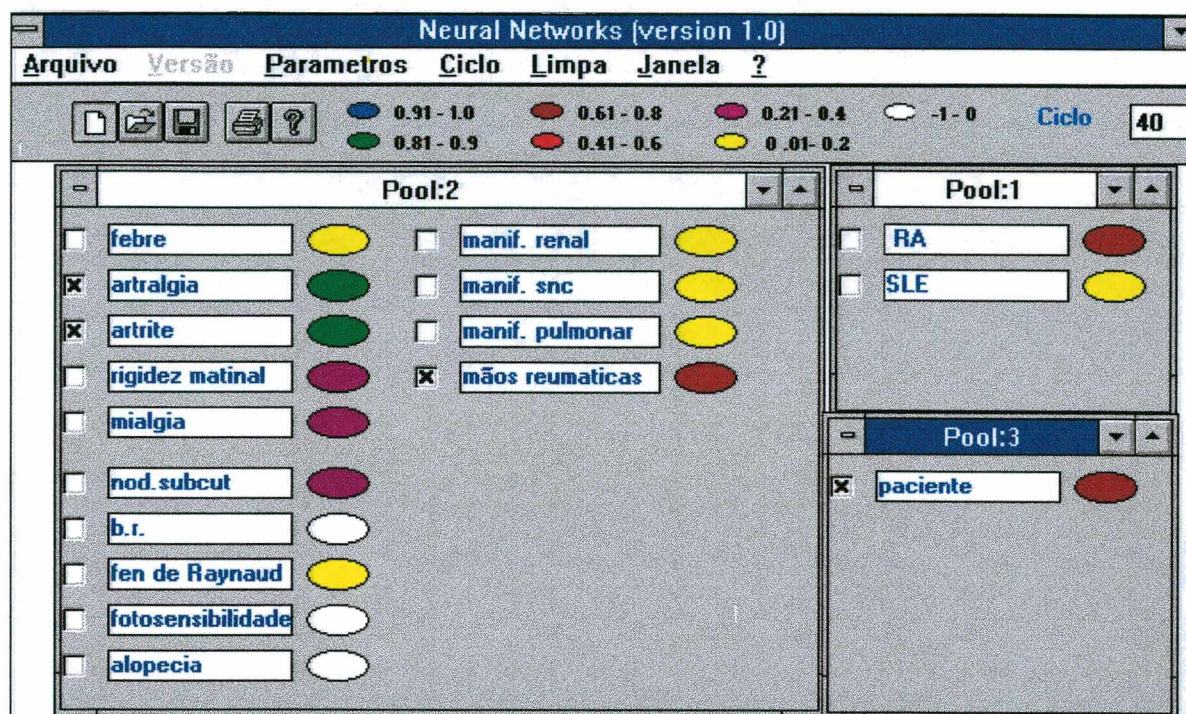 Neural Networks (version 1.0)
Arquivo Versão Parametros Ciclo Limpa Janela ?
0.91 - 1.0 0.61 - 0.8 0.21 - 0.4 -1 - 0 Ciclo 40
0.81 - 0.9 0.41 - 0.6 0 .01- 0.2
Pool:2
febre manif. renal
artralgia manif. snc
artrite manif. pulmonar
rigidez matinal mãos reumaticas
mialgia
nod.subcut
b.r.
fen de Raynaud
fotosensibilidade
alopecia
Pool:1
RA
SLE
Pool:3
paciente